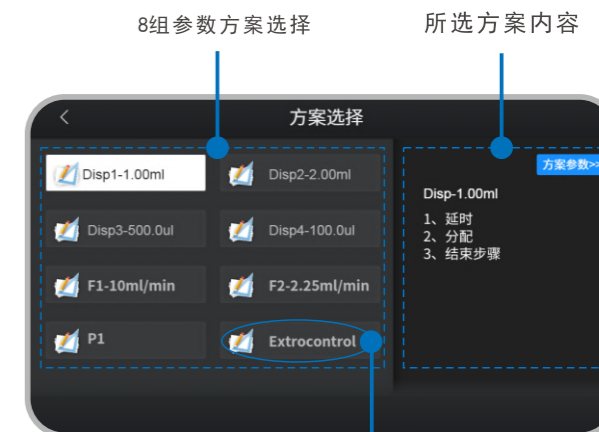 8组参数方案选择
所选方案内容
方案选择
Disp1-1.00ml
Disp2-2.00ml
方案参数>>
Disp-1.00ml
1、延时
2、分配
3、结束步骤
Disp3-500.0ul
Disp4-100.0ul
F1-10ml/min
F2-2.25ml/min
P1
Extrocontrol